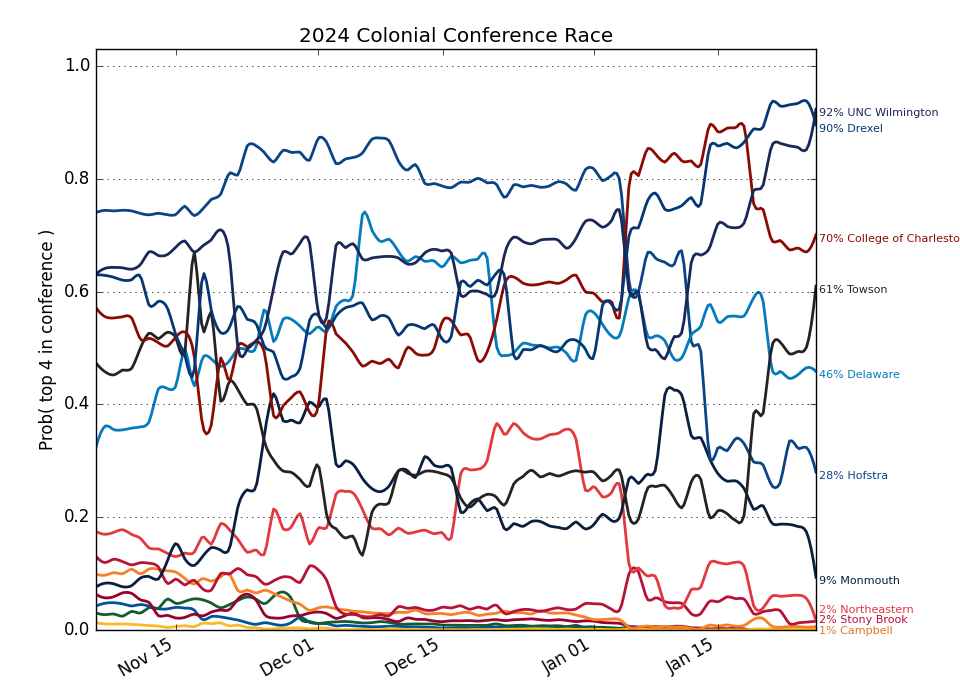 2024 Colonial Conference Race
Prob( top 4 in conference )
1.0
0.8
0.6
0.4
0.2
0.0
Nov 15
Dec 01
Dec 15
Jan 01
Jan 15
92% UNC Wilmington
90% Drexel
70% College of Charlesto
61% Towson
46% Delaware
28% Hofstra
9% Monmouth
2% Northeastern
2% Stony Brook
1% Campbell